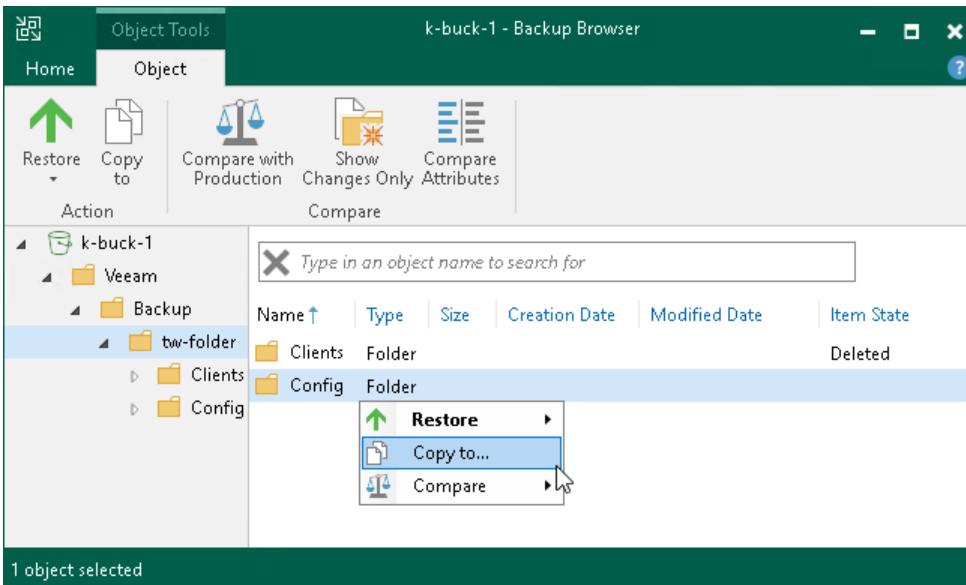 Object Tools
k-buck-1 - Backup Browser
Home
Object
?
Restore
Copy
to
Compare with
Production
Show
Changes Only
Compare
Attributes
Action
Compare
k-buck-1
Veeam
Backup
tw-folder
Clients
Config
Type in an object name to search for
Name Type Size Creation Date Modified Date Item State
Clients Folder Deleted
Config Folder
Restore
Copy to...
Compare
1 object selected